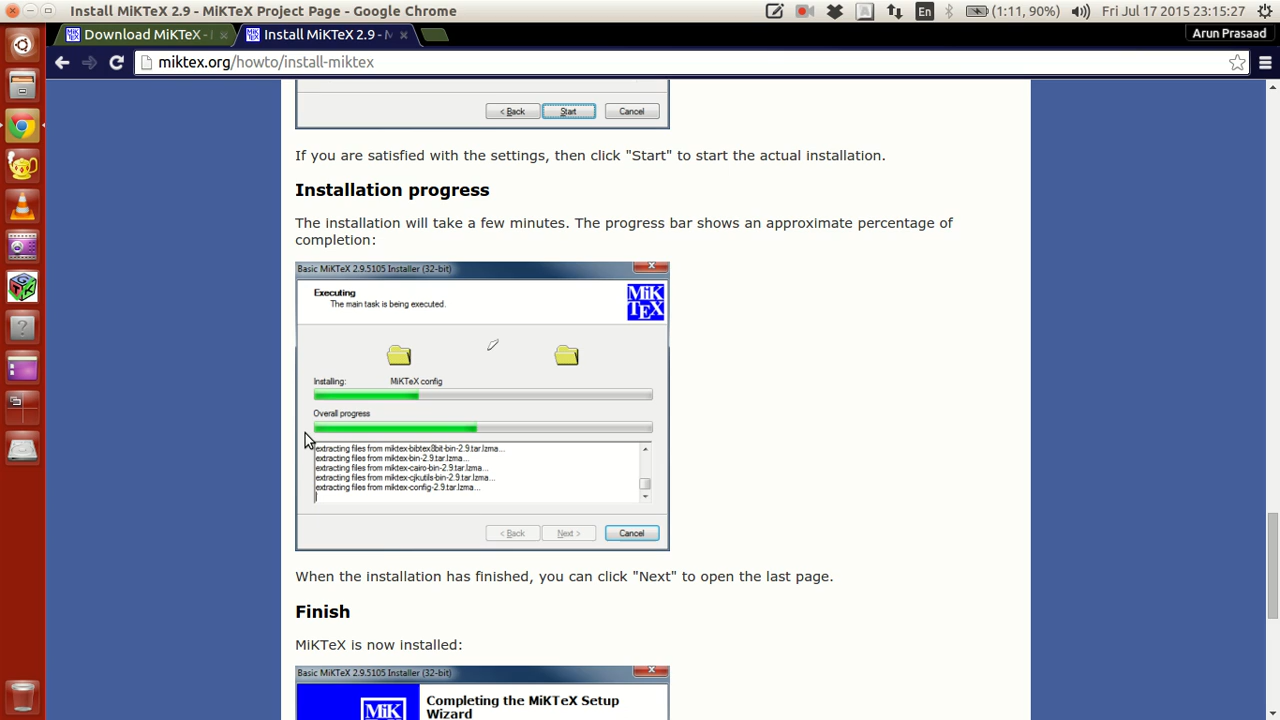 Install MiKTeX 2.9 - MiKTeX Project Page - Google Chrome
En
(1:11, 90%)
Fri Jul 17 2015 23:15:27
Download MiKTeX -
Install MiKTeX 2.9 - M
Arun Prasaad
miktex.org/howto/install-miktex
< Back
Start
Cancel
If you are satisfied with the settings, then click "Start" to start the actual installation.
Installation progress
The installation will take a few minutes. The progress bar shows an approximate percentage of
completion:
Basic MiKTeX 2.9.5105 Installer (32-bit)
Executing
The main task is being executed.
MiK
TEX
Installing: MiKTeX config
Overall progress
extracting files from miktex-bibtex8bit-bin-2.9.tar.lzma...
extracting files from miktex-bin-2.9.tar.lzma...
extracting files from miktex-cairo-bin-2.9.tar.lzma...
extracting files from miktex-cjkutils-bin-2.9.tar.lzma...
extracting files from miktex-config-2.9.tar.lzma...
< Back
Next >
Cancel
When the installation has finished, you can click "Next" to open the last page.
Finish
MiKTeX is now installed:
Basic MiKTeX 2.9.5105 Installer (32-bit)
MiK
Completing the MiKTeX Setup
Wizard